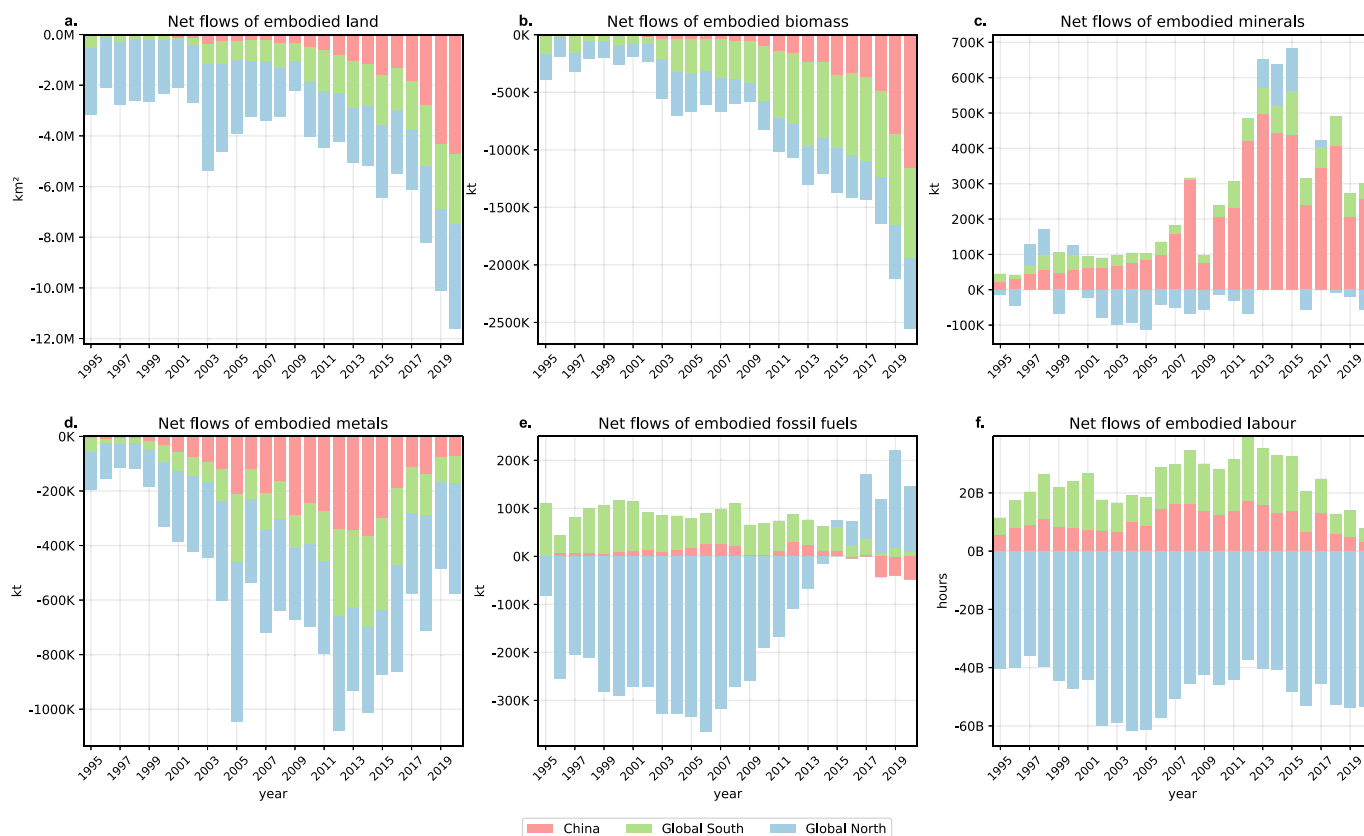 a. Net flows of embodied land
0.0M
-2.0M
-4.0M
-6.0M
-8.0M
-10.0M
-12.0M
km²
1995 1997 1999 2001 2003 2005 2007 2009 2011 2013 2015 2017 2019
b. Net flows of embodied biomass
0K
-500K
-1000K
-1500K
-2000K
-2500K
kt
1995 1997 1999 2001 2003 2005 2007 2009 2011 2013 2015 2017 2019
c. Net flows of embodied minerals
700K
600K
500K
400K
300K
200K
100K
0K
-100K
kt
1995 1997 1999 2001 2003 2005 2007 2009 2011 2013 2015 2017 2019
d. Net flows of embodied metals
0K
-200K
-400K
-600K
-800K
-1000K
kt
1995 1997 1999 2001 2003 2005 2007 2009 2011 2013 2015 2017 2019
year
e. Net flows of embodied fossil fuels
200K
100K
0K
-100K
-200K
-300K
kt
1995 1997 1999 2001 2003 2005 2007 2009 2011 2013 2015 2017 2019
year
f. Net flows of embodied labour
20B
0B
-20B
-40B
-60B
hours
1995 1997 1999 2001 2003 2005 2007 2009 2011 2013 2015 2017 2019
year
China Global South Global North